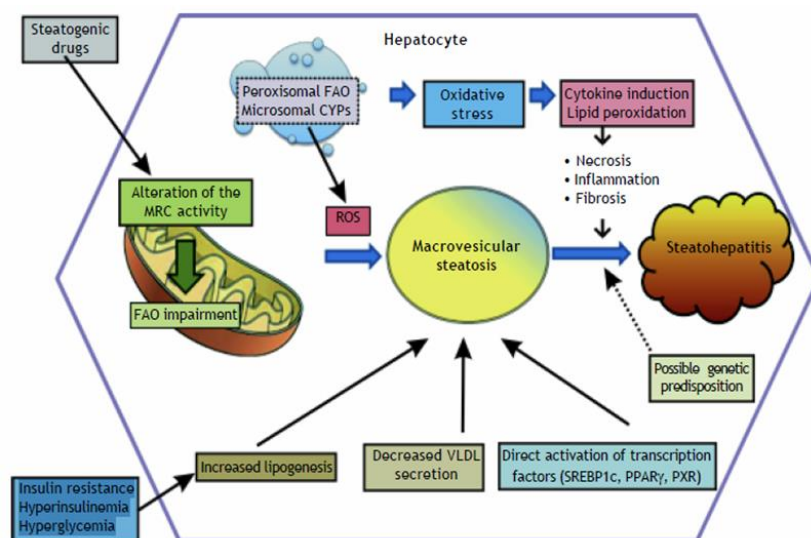 Steatogenic
drugs
Hepatocyte
Peroxisomal FAO
Microsomal CYPs
Oxidative
stress
Cytokine induction
Lipid peroxidation
• Necrosis
• Inflammation
• Fibrosis
Alteration of the
MRC activity
ROS
Macrovesicular
steatosis
Steatohepatitis
FAO impairment
Possible genetic
predisposition
Increased lipogenesis
Decreased VLDL
secretion
Direct activation of transcription
factors (SREBP1c, PPARγ, PXR)
Insulin resistance
Hyperinsulinemia
Hyperglycemia